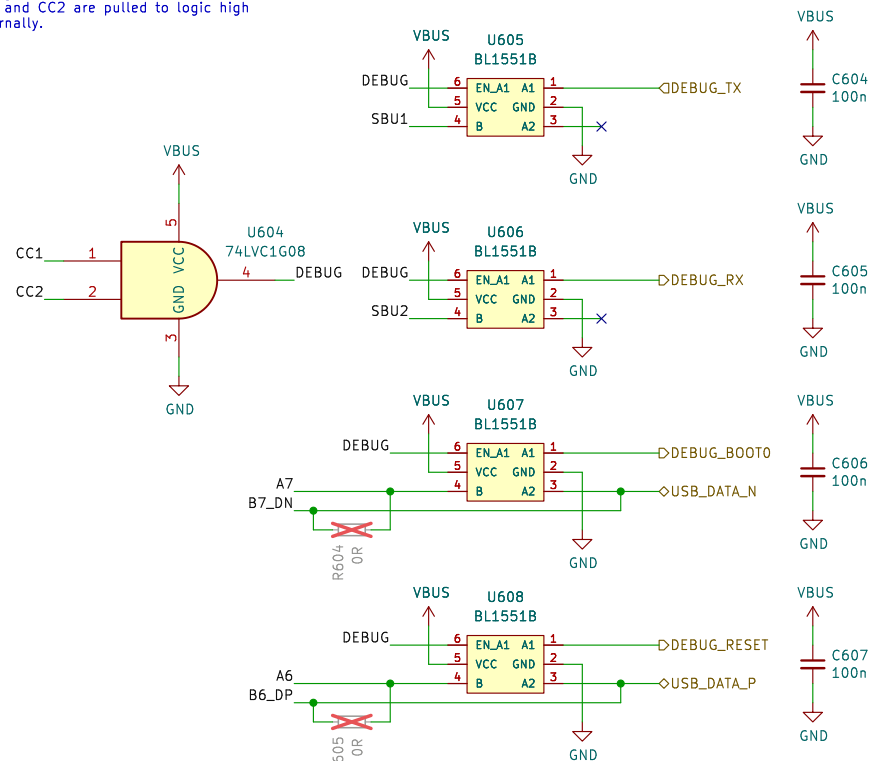 and CC2 are pulled to logic high
rnally.
VBUS
5
VCC
U604
74LVC1G08
CC1
1
CC2
2
4
DEBUG
GND
3
GND
VBUS
U605
BL1551B
DEBUG
6
EN_A1
A1
1
DEBUG_TX
5
VCC
GND
2
SBU1
4
B
A2
3
GND
VBUS
C604
100n
GND
VBUS
U606
BL1551B
DEBUG
6
EN_A1
A1
1
DEBUG_RX
5
VCC
GND
2
SBU2
4
B
A2
3
GND
VBUS
C605
100n
GND
VBUS
U607
BL1551B
DEBUG
6
EN_A1
A1
1
DEBUG_BOOT0
5
VCC
GND
2
A7
4
B
A2
3
USB_DATA_N
B7_DN
R604
0R
GND
VBUS
C606
100n
GND
VBUS
U608
BL1551B
DEBUG
6
EN_A1
A1
1
DEBUG_RESET
5
VCC
GND
2
A6
4
B
A2
3
USB_DATA_P
B6_DP
605
0R
GND
VBUS
C607
100n
GND